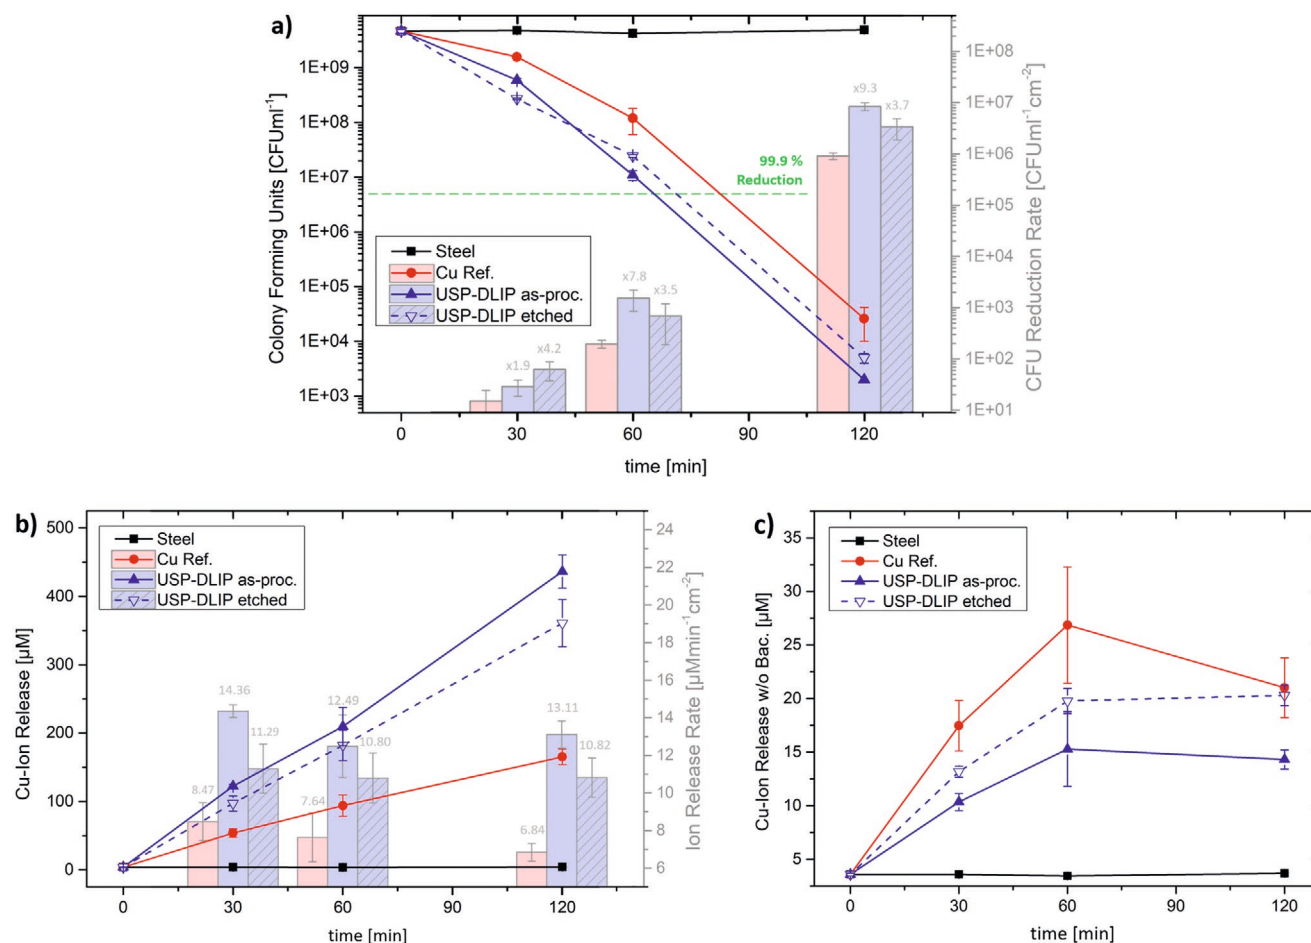 a)
Colony Forming Units [CFUml⁻¹]
1E+09
1E+08
1E+07
1E+06
1E+05
1E+04
1E+03
99.9 %
Reduction
Steel
Cu Ref.
USP-DLIP as-proc.
USP-DLIP etched
x1.9
x4.2
x7.8
x3.5
x9.3
x3.7
1E+08
1E+07
1E+06
1E+05
1E+04
1E+03
1E+02
1E+01
CFU Reduction Rate [CFUml⁻¹cm⁻²]
0 30 60 90 120
time [min]
b)
Cu-Ion Release [µM]
500
400
300
200
100
0
Steel
Cu Ref.
USP-DLIP as-proc.
USP-DLIP etched
8.47
14.36
11.29
7.64
12.49
10.80
6.84
13.11
10.82
24
22
20
19
18
16
14
12
10
8
7
6
Ion Release Rate [µMmin⁻¹cm⁻²]
0 30 60 90 120
time [min]
c)
Cu-Ion Release w/o Bac. [µM]
35
30
25
20
15
10
5
Steel
Cu Ref.
USP-DLIP as-proc.
USP-DLIP etched
0 30 60 90 120
time [min]